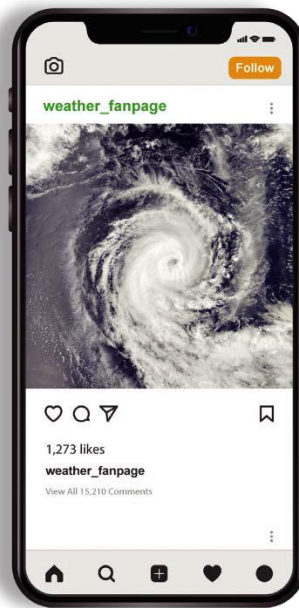 Follow
weather_fanpage
1,273 likes
weather_fanpage
View All 15,210 Comments